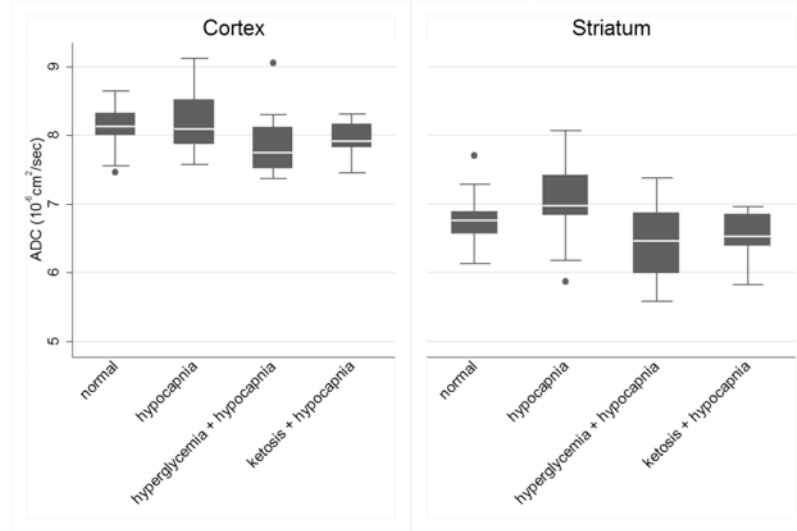 Cortex
Striatum
ADC (10⁻⁶cm²/sec)
9
8
7
6
5
normal
hypocapnia
hyperglycemia + hypocapnia
ketosis + hypocapnia
normal
hypocapnia
hyperglycemia + hypocapnia
ketosis + hypocapnia